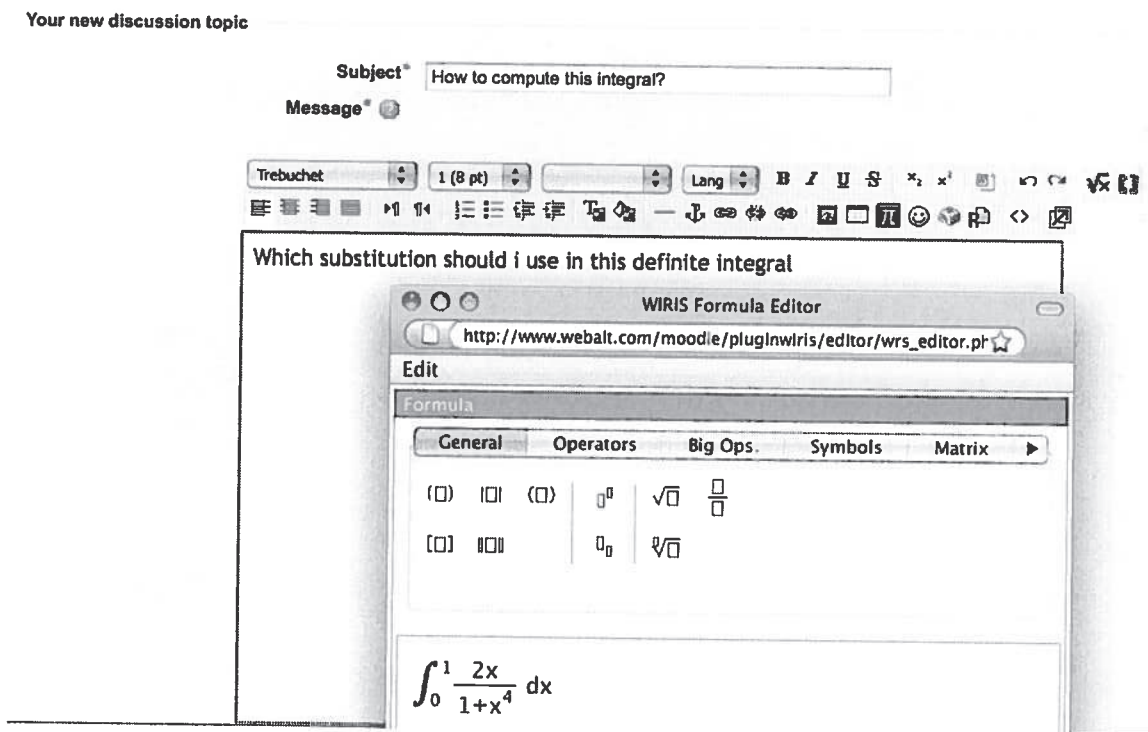 Your new discussion topic
Subject*
How to compute this integral?
Message*
Trebuchet 1 (8 pt) Lang B I U S x₂ x²
Which substitution should i use in this definite integral
WIRIS Formula Editor
http://www.webalt.com/moodle/pluginwiris/editor/wrs_editor.ph
Edit
Formula
General Operators Big Ops. Symbols Matrix
∫₀¹ 2x/(1+x⁴) dx